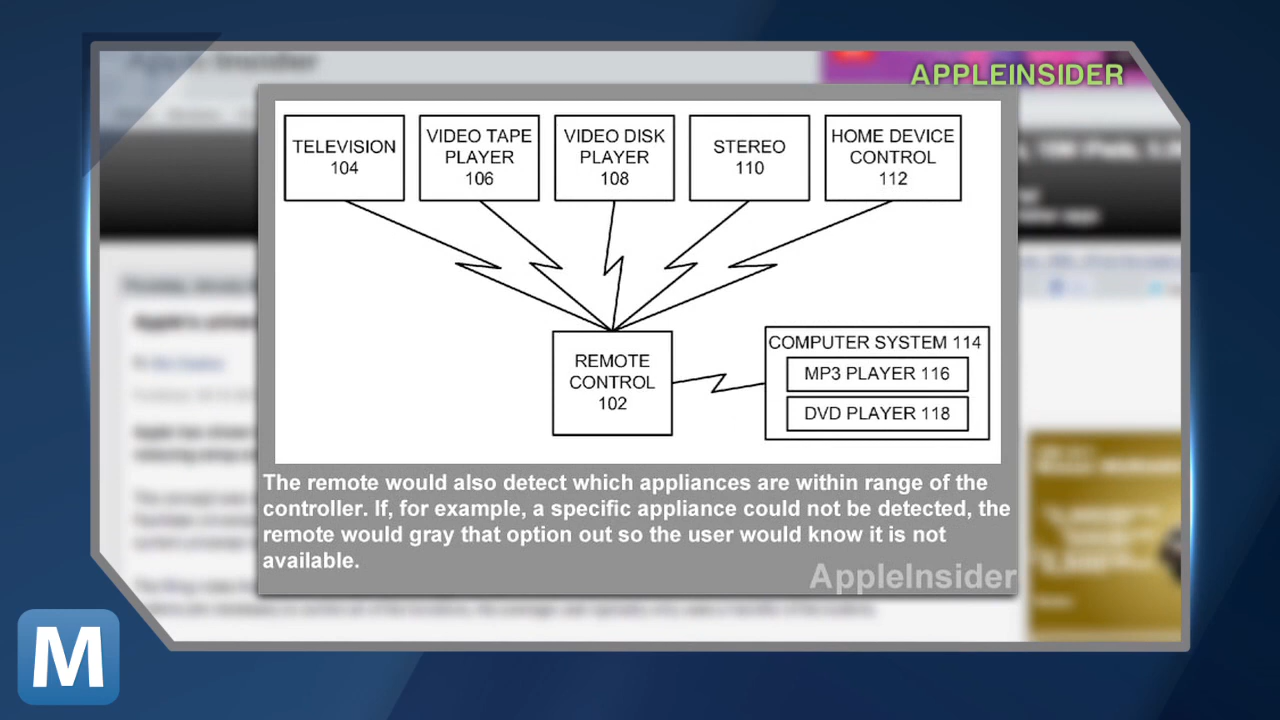 APPLEINSIDER
TELEVISION
104
VIDEO TAPE
PLAYER
106
VIDEO DISK
PLAYER
108
STEREO
110
HOME DEVICE
CONTROL
112
REMOTE
CONTROL
102
COMPUTER SYSTEM 114
MP3 PLAYER 116
DVD PLAYER 118
The remote would also detect which appliances are within range of the
controller. If, for example, a specific appliance could not be detected, the
remote would gray that option out so the user would know it is not
available.
AppleInsider
M